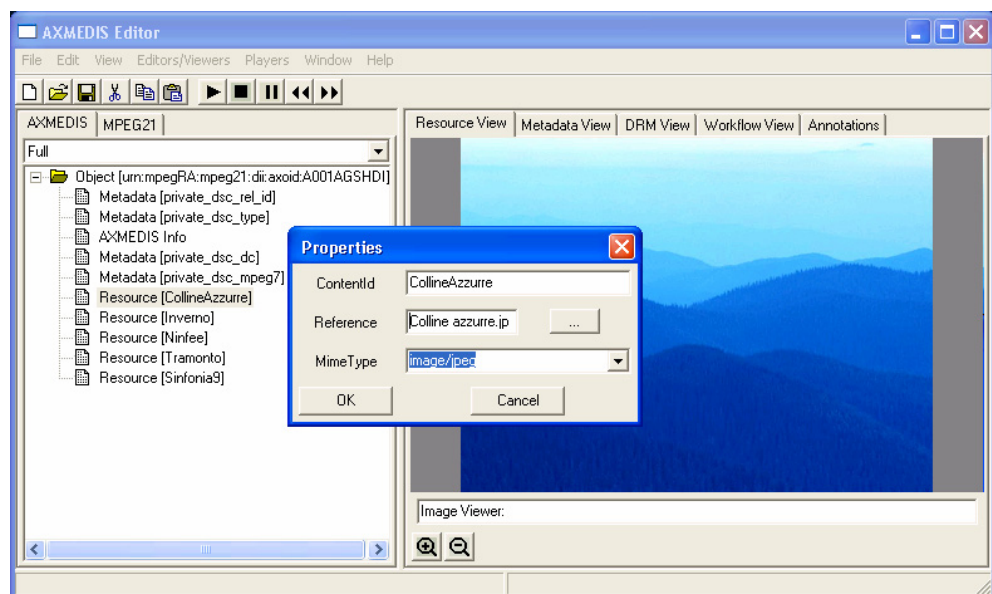 AXMEDIS Editor
File Edit View Editors/Viewers Players Window Help
AXMEDIS MPEG21
Full
Object [urn:mpegRA:mpeg21:dii:axoid:A001AGSHDI]
Metadata [private_dsc_rel_id]
Metadata [private_dsc_type]
AXMEDIS Info
Metadata [private_dsc_dc]
Metadata [private_dsc_mpeg7]
Resource [CollineAzzurre]
Resource [Inverno]
Resource [Ninfee]
Resource [Tramonto]
Resource [Sinfonia9]
Resource View Metadata View DRM View Workflow View Annotations
Properties
ContentId CollineAzzurre
Reference Colline azzurre.jp ...
MimeType image/jpeg
OK Cancel
Image Viewer: